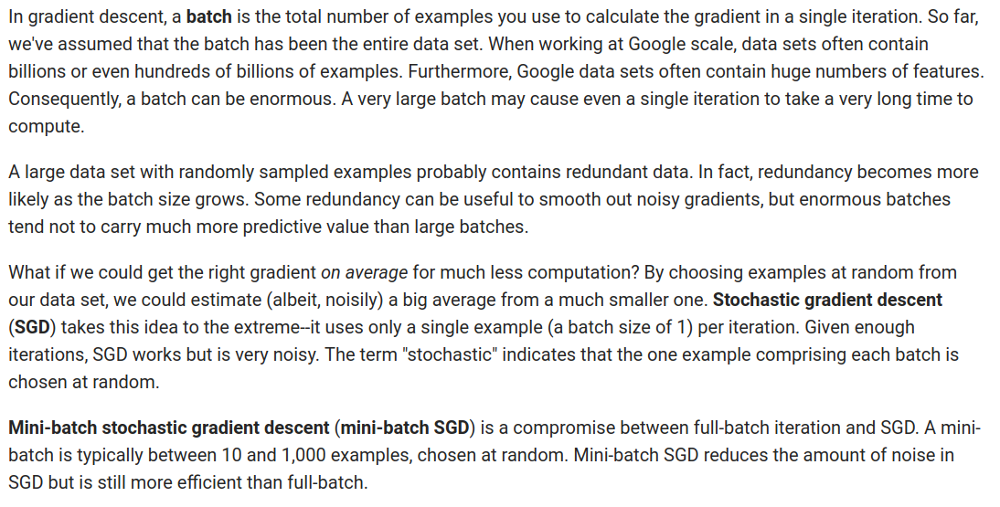 In gradient descent, a batch is the total number of examples you use to calculate the gradient in a single iteration. So far,
we've assumed that the batch has been the entire data set. When working at Google scale, data sets often contain
billions or even hundreds of billions of examples. Furthermore, Google data sets often contain huge numbers of features.
Consequently, a batch can be enormous. A very large batch may cause even a single iteration to take a very long time to
compute.
A large data set with randomly sampled examples probably contains redundant data. In fact, redundancy becomes more
likely as the batch size grows. Some redundancy can be useful to smooth out noisy gradients, but enormous batches
tend not to carry much more predictive value than large batches.
What if we could get the right gradient on average for much less computation? By choosing examples at random from
our data set, we could estimate (albeit, noisily) a big average from a much smaller one. Stochastic gradient descent
(SGD) takes this idea to the extreme--it uses only a single example (a batch size of 1) per iteration. Given enough
iterations, SGD works but is very noisy. The term "stochastic" indicates that the one example comprising each batch is
chosen at random.
Mini-batch stochastic gradient descent (mini-batch SGD) is a compromise between full-batch iteration and SGD. A mini-
batch is typically between 10 and 1,000 examples, chosen at random. Mini-batch SGD reduces the amount of noise in
SGD but is still more efficient than full-batch.